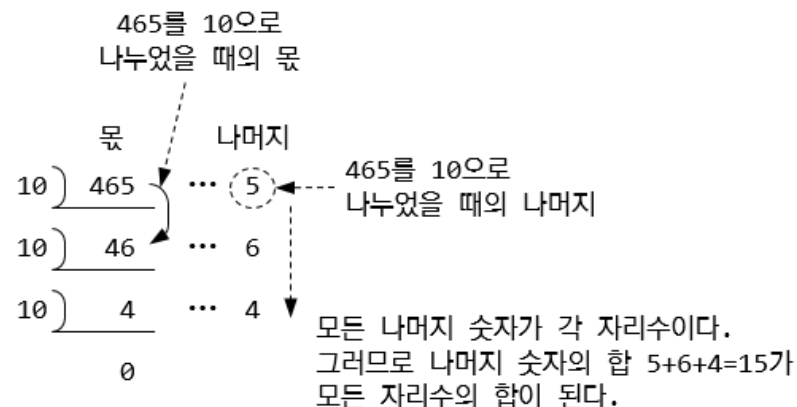 465를 10으로
나누었을 때의 몫
몫 나머지
10 ) 465 ··· 5
465를 10으로
나누었을 때의 나머지
10 ) 46 ··· 6
10 ) 4 ··· 4
0
모든 나머지 숫자가 각 자리수이다.
그러므로 나머지 숫자의 합 5+6+4=15가
모든 자리수의 합이 된다.